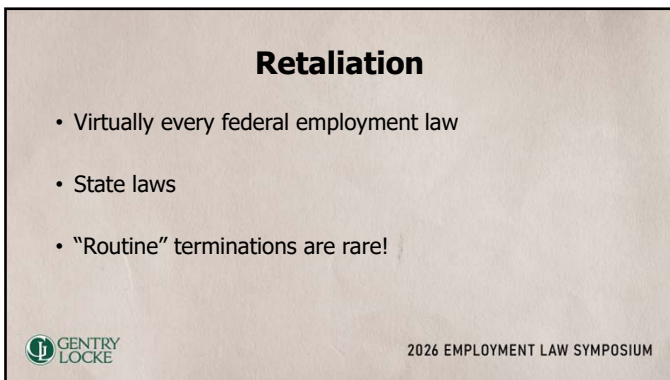 Retaliation
• Virtually every federal employment law
• State laws
• “Routine” terminations are rare!
GENTRY
LOCKE
2026 EMPLOYMENT LAW SYMPOSIUM